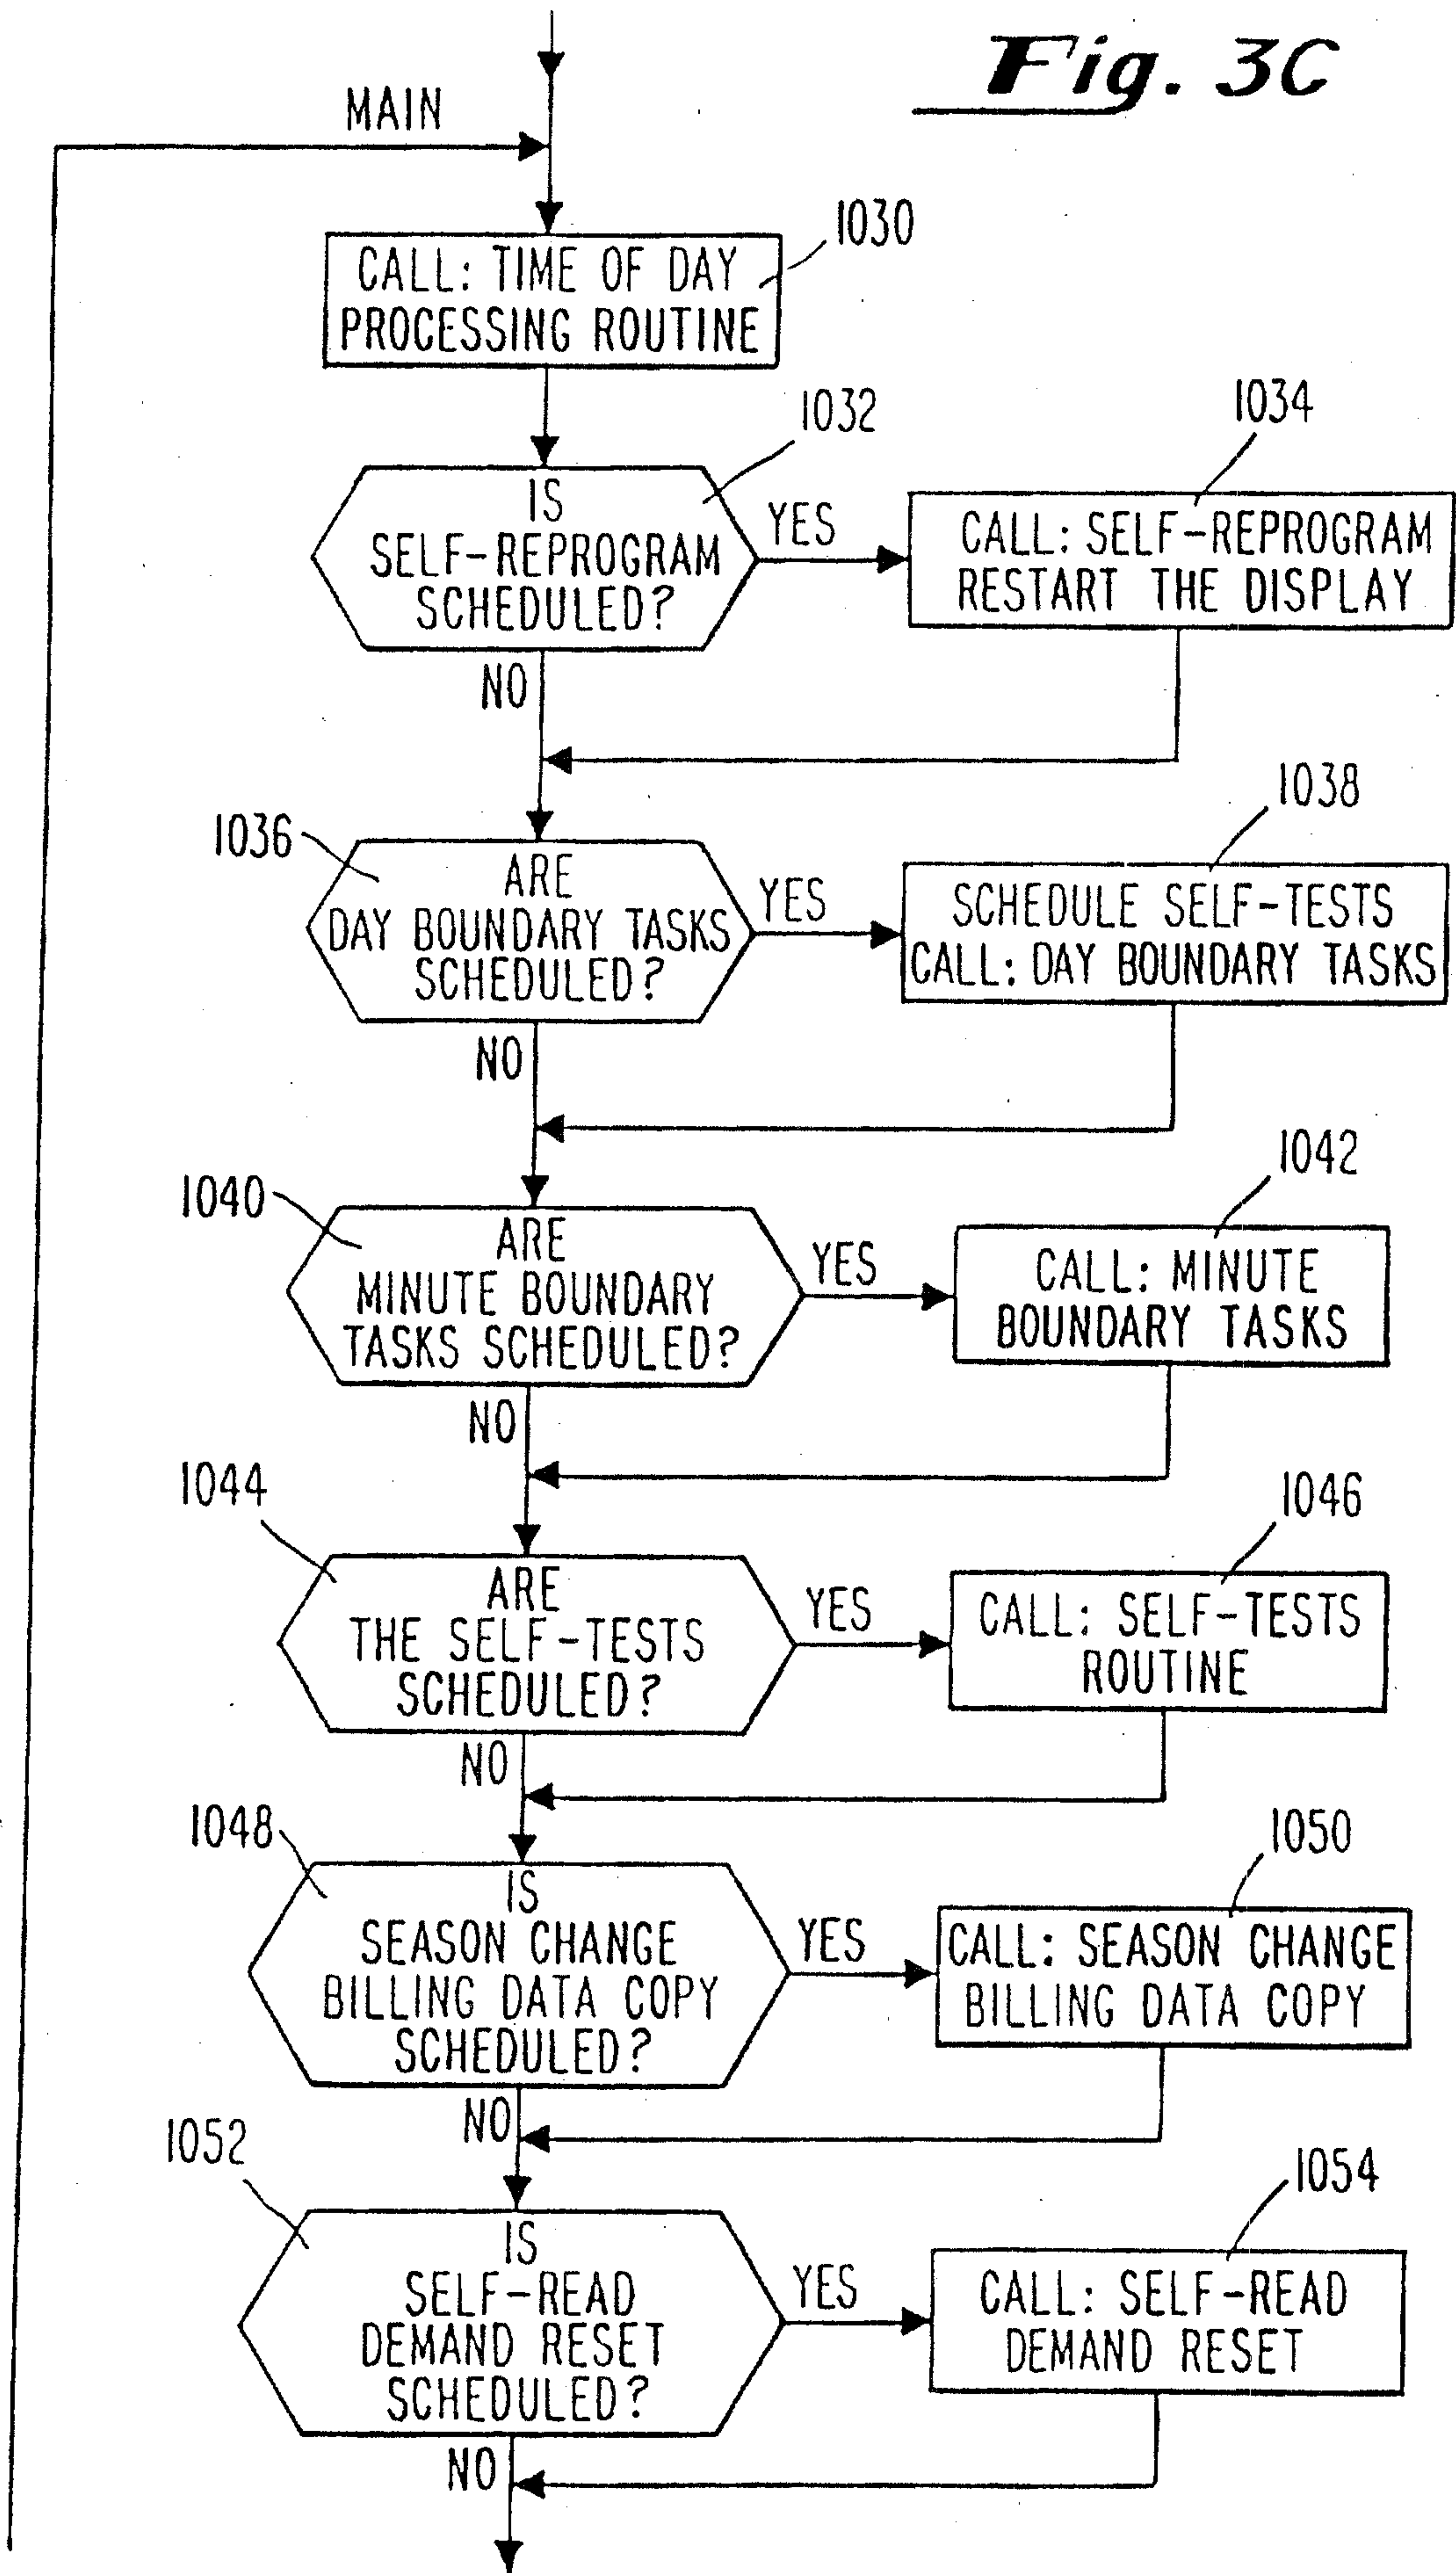 Fig. 3C
MAIN
1030
CALL: TIME OF DAY
PROCESSING ROUTINE
1032
1034
IS
SELF-REPROGRAM
SCHEDULED?
YES
CALL: SELF-REPROGRAM
RESTART THE DISPLAY
NO
1036
1038
ARE
DAY BOUNDARY TASKS
SCHEDULED?
YES
SCHEDULE SELF-TESTS
CALL: DAY BOUNDARY TASKS
NO
1040
1042
ARE
MINUTE BOUNDARY
TASKS SCHEDULED?
YES
CALL: MINUTE
BOUNDARY TASKS
NO
1044
1046
ARE
THE SELF-TESTS
SCHEDULED?
YES
CALL: SELF-TESTS
ROUTINE
NO
1048
1050
IS
SEASON CHANGE
BILLING DATA COPY
SCHEDULED?
YES
CALL: SEASON CHANGE
BILLING DATA COPY
NO
1052
1054
IS
SELF-READ
DEMAND RESET
SCHEDULED?
YES
CALL: SELF-READ
DEMAND RESET
NO